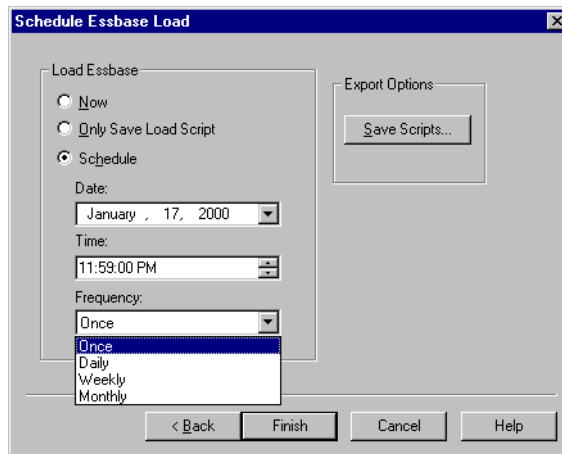 Schedule Essbase Load
Load Essbase
Now
Only Save Load Script
Schedule
Date:
January , 17, 2000
Time:
11:59:00 PM
Frequency:
Once
Once
Daily
Weekly
Monthly
Export Options
Save Scripts...
< Back
Finish
Cancel
Help